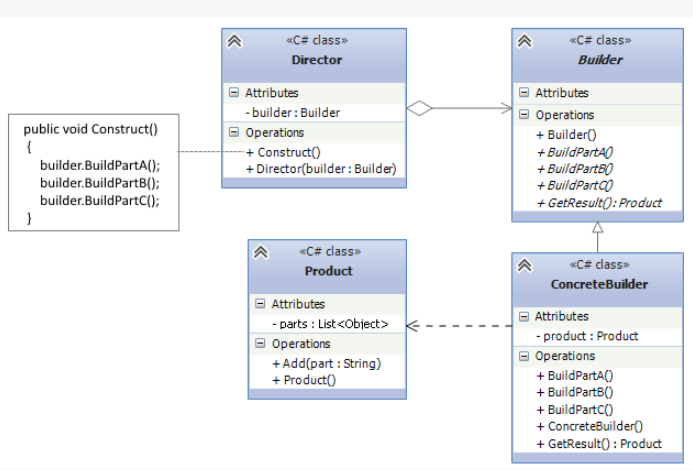 «C# class»
Director
Attributes
- builder : Builder
Operations
+ Construct()
+ Director(builder : Builder)
«C# class»
Builder
Attributes
Operations
+ Builder()
+ BuildPartA()
+ BuildPartB()
+ BuildPartC()
+ GetResult() : Product
public void Construct()
{
builder.BuildPartA();
builder.BuildPartB();
builder.BuildPartC();
}
«C# class»
Product
Attributes
- parts : List<Object>
Operations
+ Add(part : String)
+ Product()
«C# class»
ConcreteBuilder
Attributes
- product : Product
Operations
+ BuildPartA()
+ BuildPartB()
+ BuildPartC()
+ ConcreteBuilder()
+ GetResult() : Product